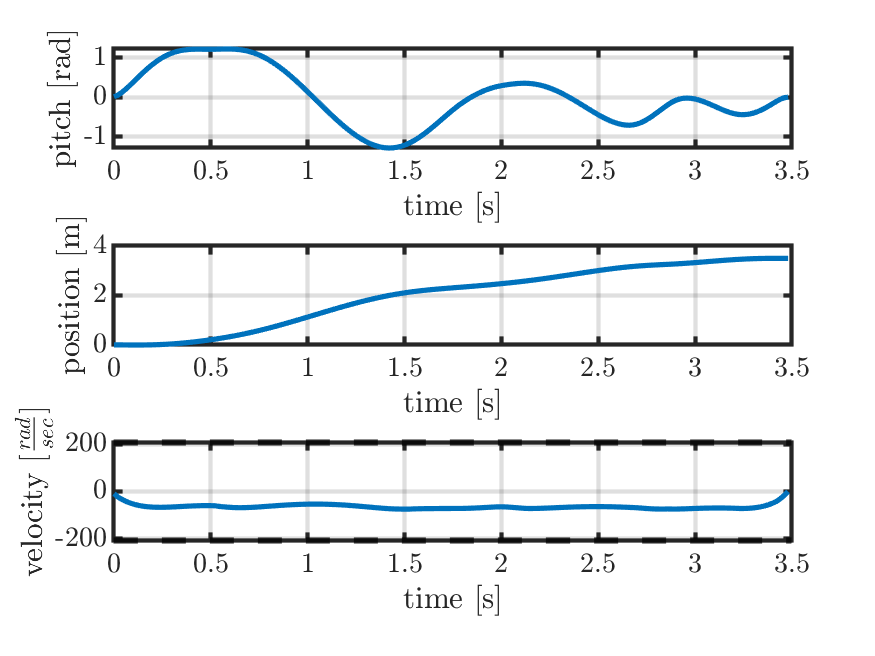 pitch [rad]
1
0
-1
0 0.5 1 1.5 2 2.5 3 3.5
time [s]
position [m]
4
2
0
0 0.5 1 1.5 2 2.5 3 3.5
time [s]
velocity [rad/sec]
200
0
-200
0 0.5 1 1.5 2 2.5 3 3.5
time [s]